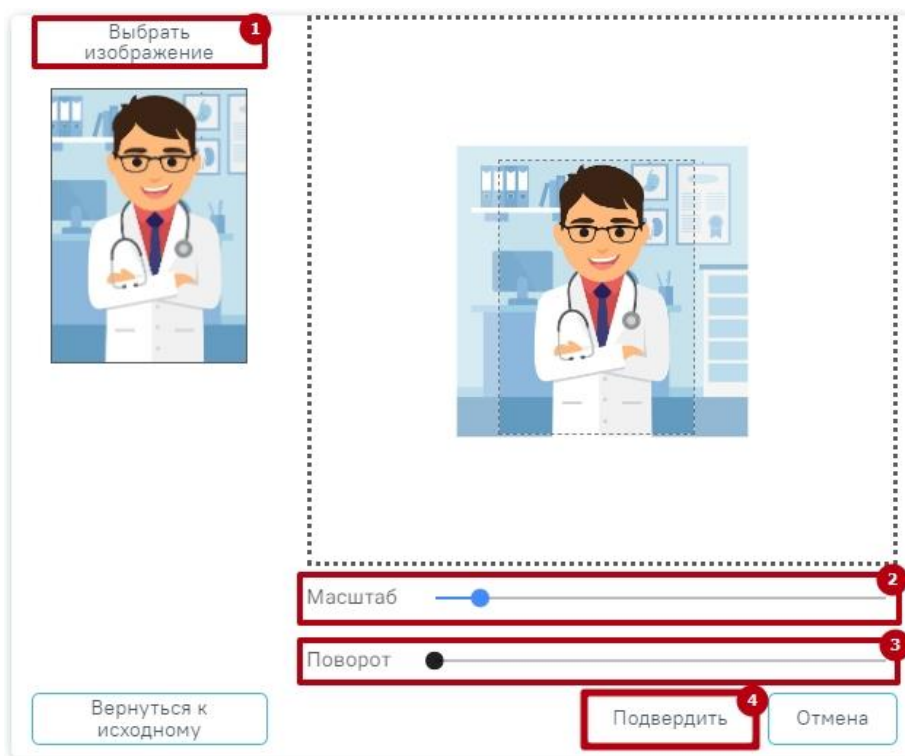 Выбрать
изображение
1
2
Масштаб
3
Поворот
Вернуться к
исходному
4
Подвердить
Отмена